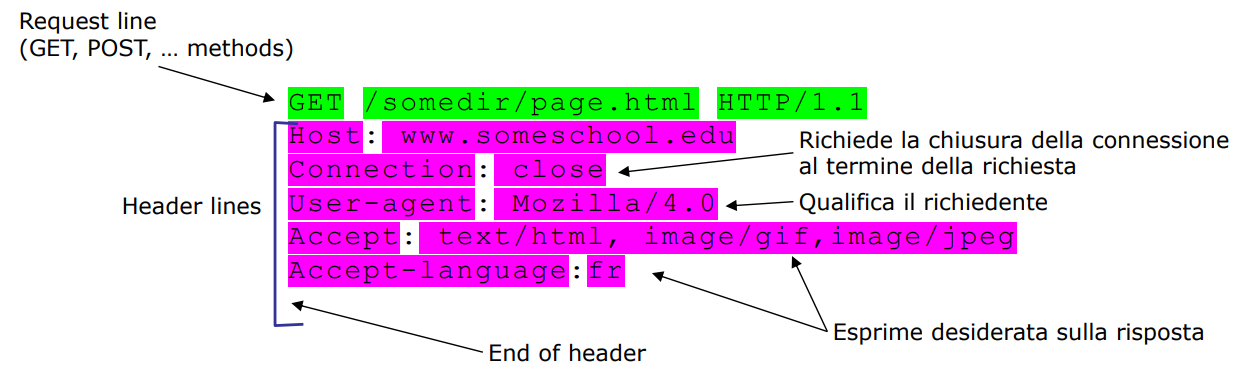 Request line
(GET, POST, … methods)
GET /somedir/page.html HTTP/1.1
Host: www.someschool.edu
Connection: close
User-agent: Mozilla/4.0
Accept: text/html, image/gif,image/jpeg
Accept-language:fr
Header lines
Richiede la chiusura della connessione
al termine della richiesta
Qualifica il richiedente
Esprime desiderata sulla risposta
End of header